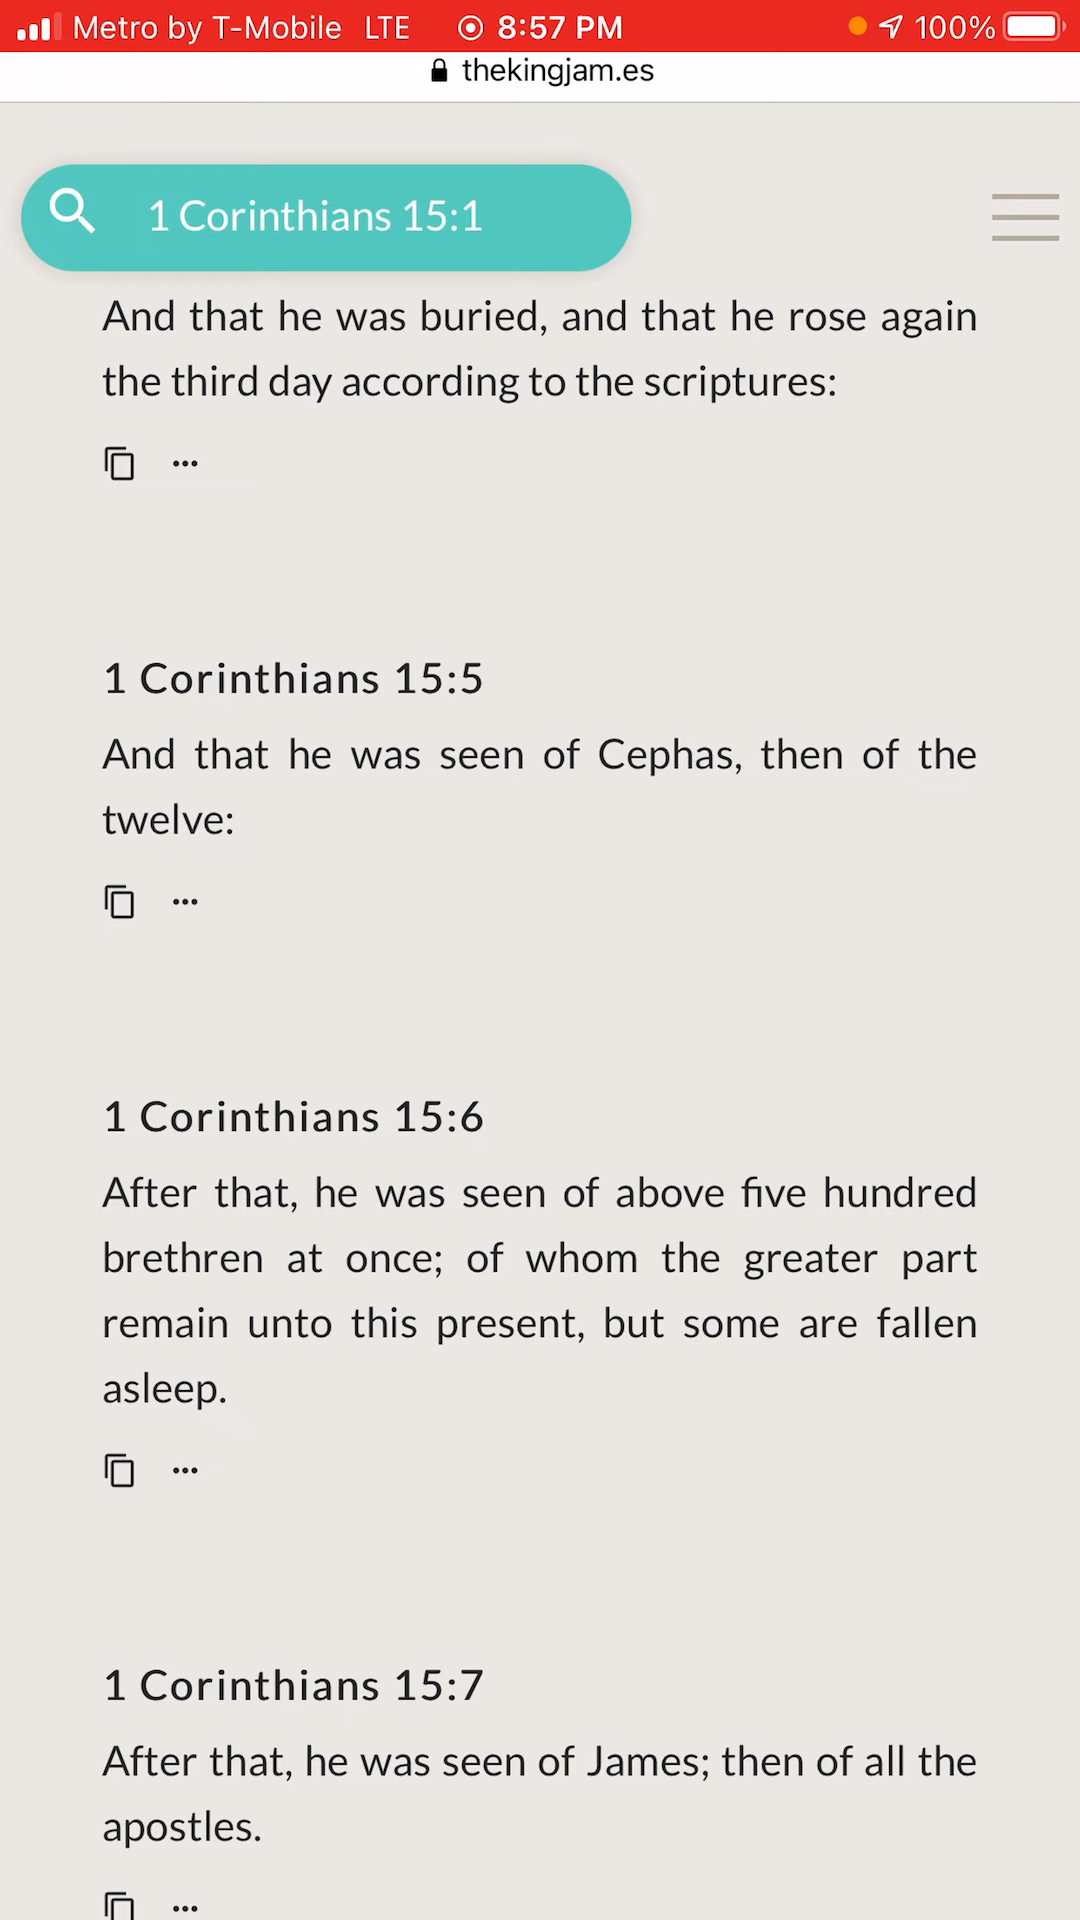 Metro by T-Mobile LTE 8:57 PM 100%
thekingjam.es
1 Corinthians 15:1
And that he was buried, and that he rose again
the third day according to the scriptures:
1 Corinthians 15:5
And that he was seen of Cephas, then of the
twelve:
1 Corinthians 15:6
After that, he was seen of above five hundred
brethren at once; of whom the greater part
remain unto this present, but some are fallen
asleep.
1 Corinthians 15:7
After that, he was seen of James; then of all the
apostles.